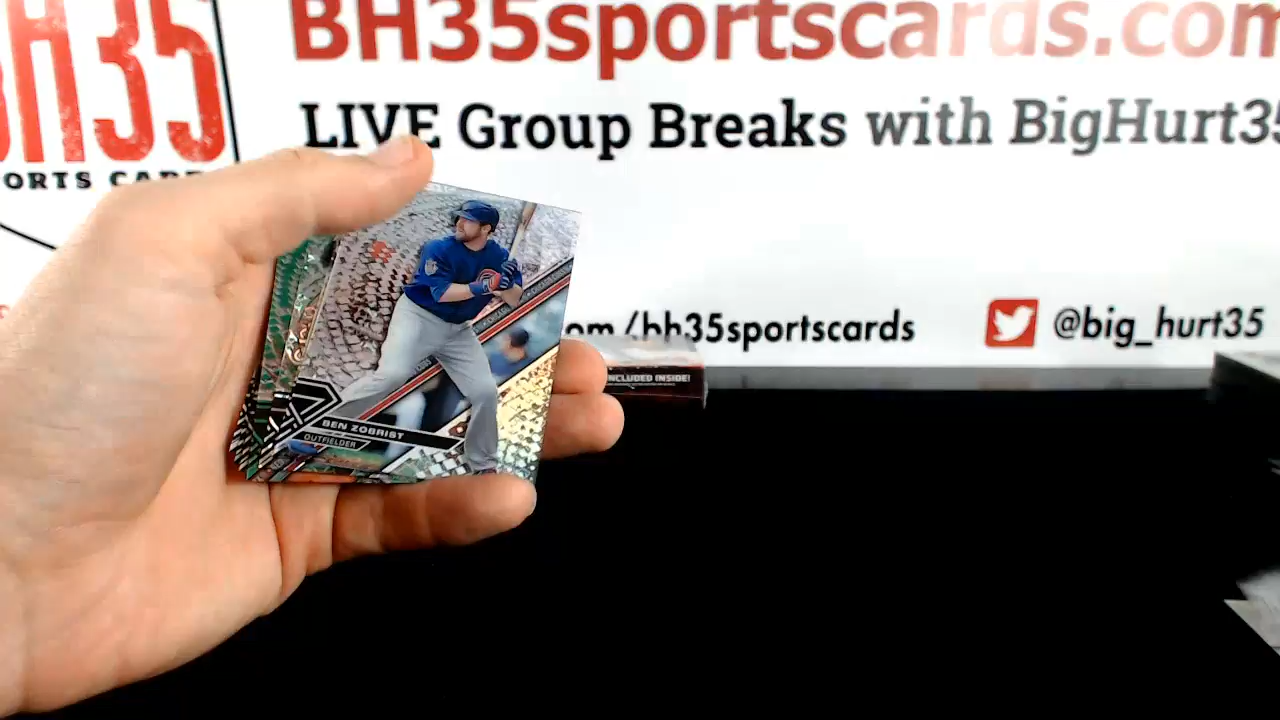 BH35
BH35sportscards.com
LIVE Group Breaks with BigHurt35
ORTS CAR
.com/bh35sportscards
@big_hurt35
INCLUDED INSIDE!
BEN ZOBRIST
OUTFIELDER